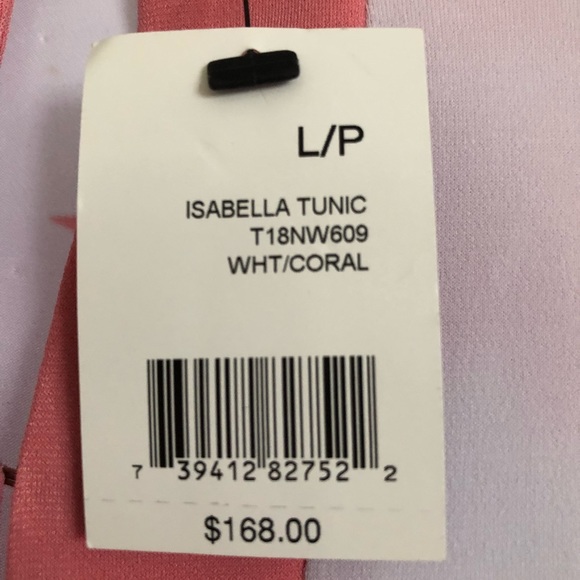 L/P
ISABELLA TUNIC
T18NW609
WHT/CORAL
7 39412 82752 2
$168.00